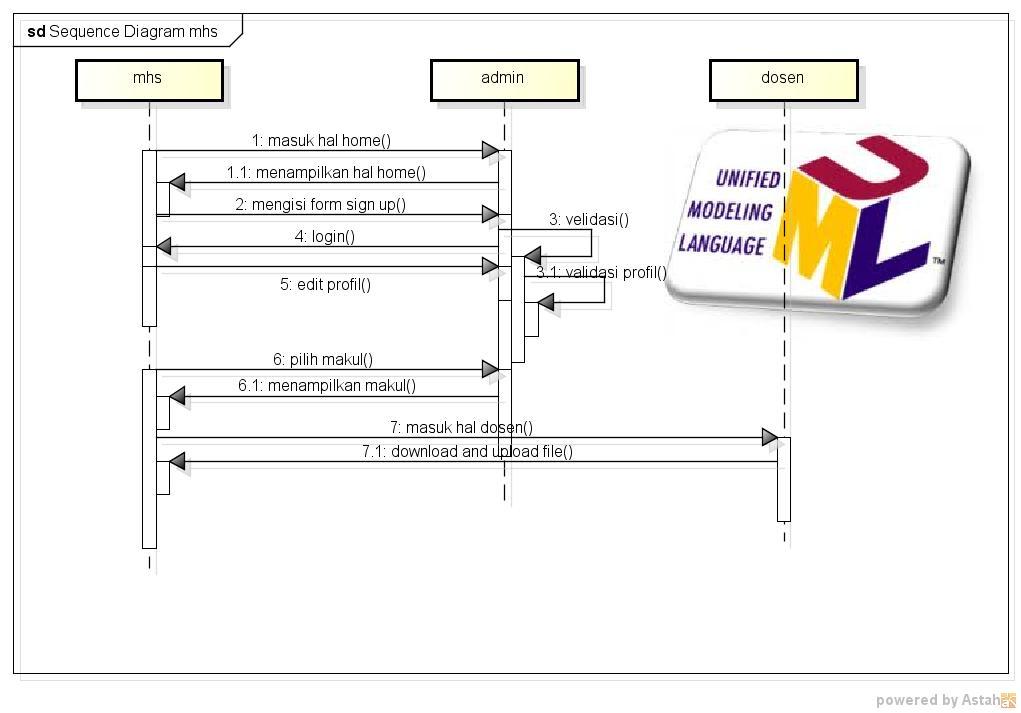 sd Sequence Diagram mhs
mhs
admin
dosen
1: masuk hal home()
1.1: menampilkan hal home()
2: mengisi form sign up()
3: velidasi()
4: login()
3.1: validasi profil()
5: edit profil()
6: pilih makul()
6.1: menampilkan makul()
7: masuk hal dosen()
7.1: download and upload file()
UNIFIED
MODELING
LANGUAGE
UML
TM
powered by Astah